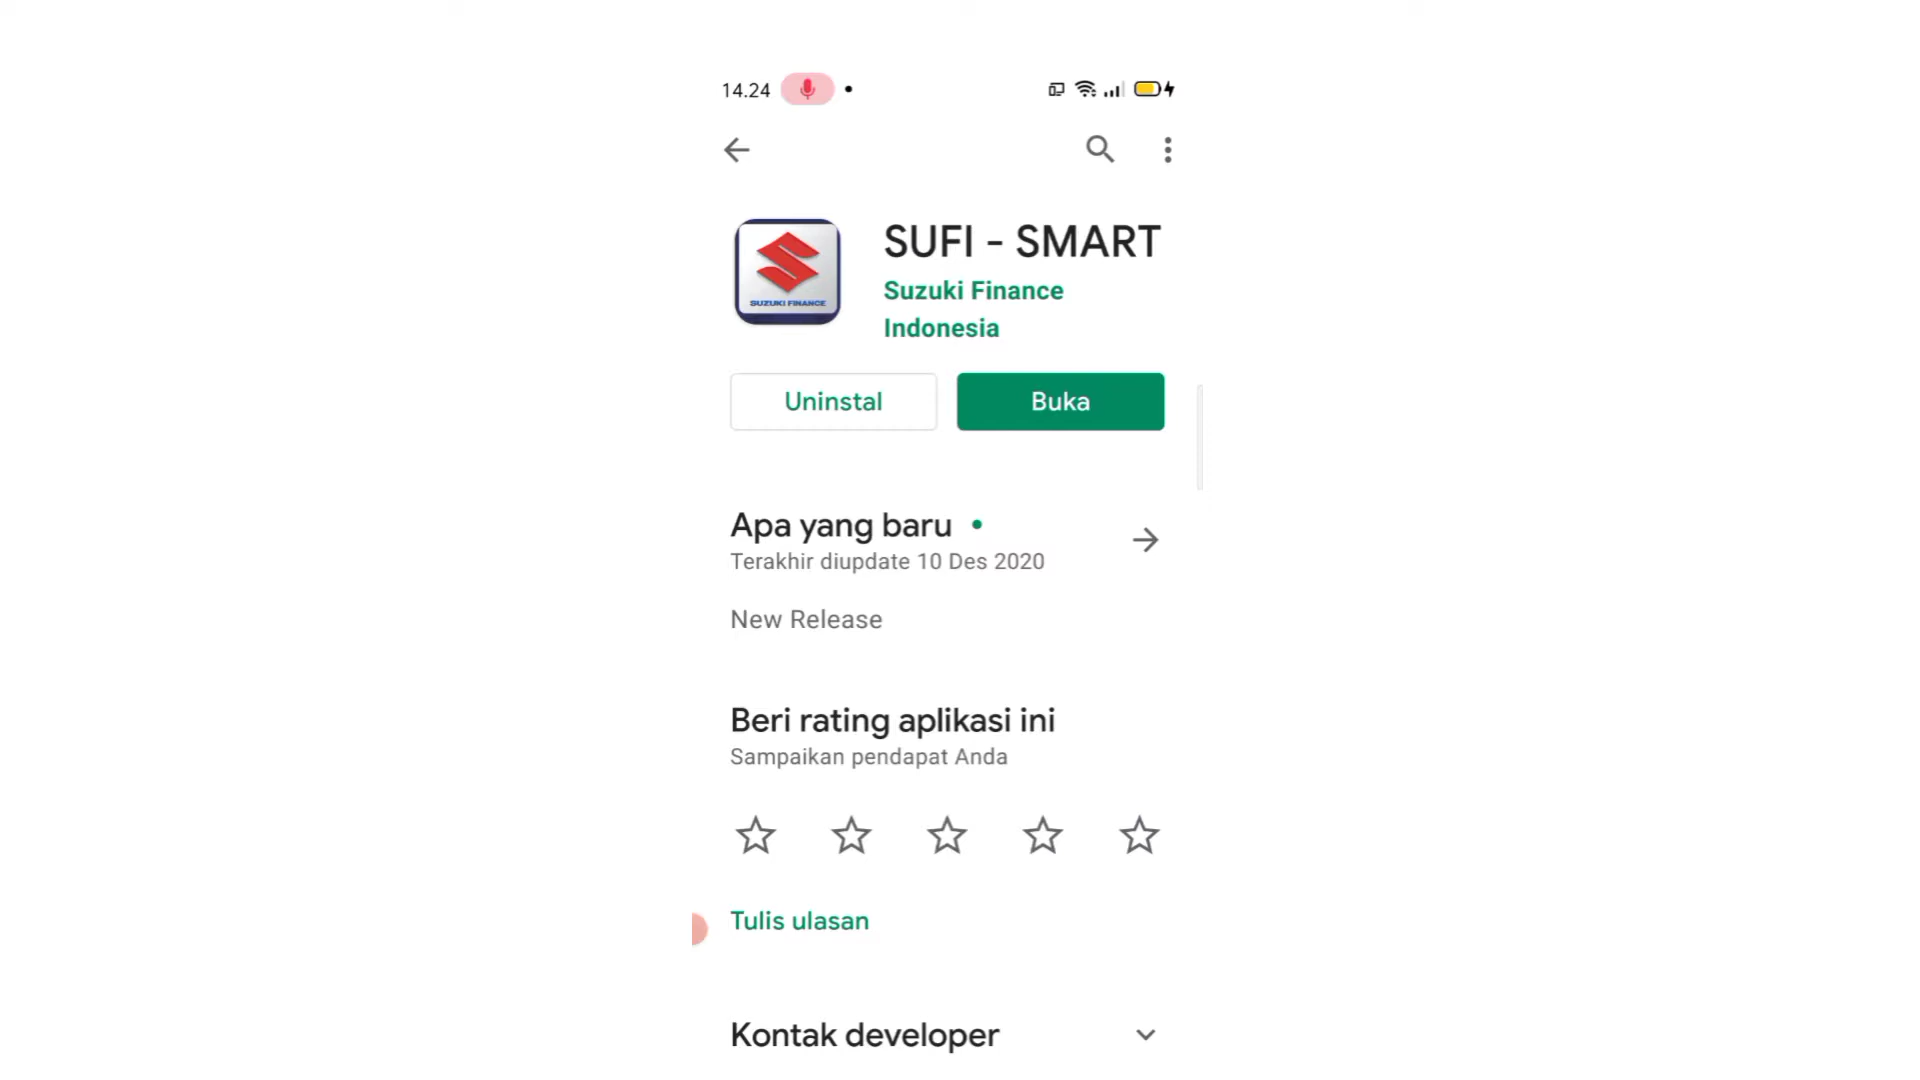 14.24
SUFI - SMART
SUZUKI FINANCE
Suzuki Finance
Indonesia
Uninstal
Buka
Apa yang baru
Terakhir diupdate 10 Des 2020
New Release
Beri rating aplikasi ini
Sampaikan pendapat Anda
Tulis ulasan
Kontak developer